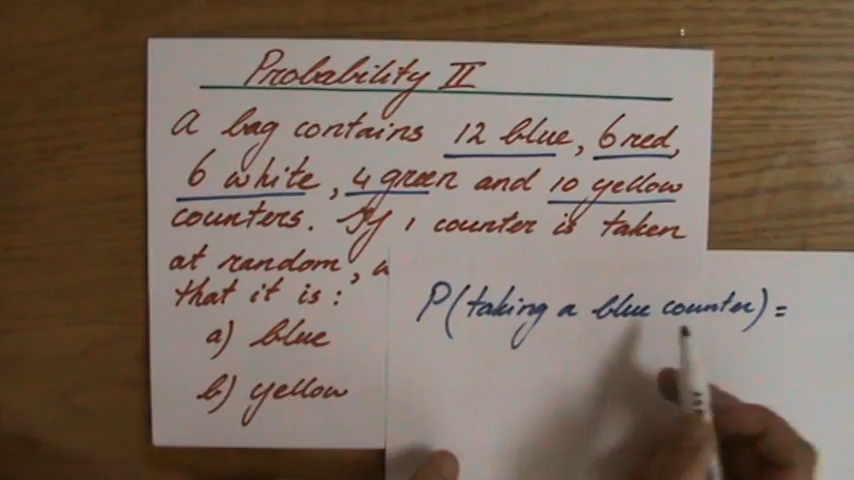 Probability II
A bag contains 12 blue, 6 red,
6 white, 4 green and 10 yellow
counters. If 1 counter is taken
at random,
that it is :
a) blue
b) yellow
P(taking a blue counter) =